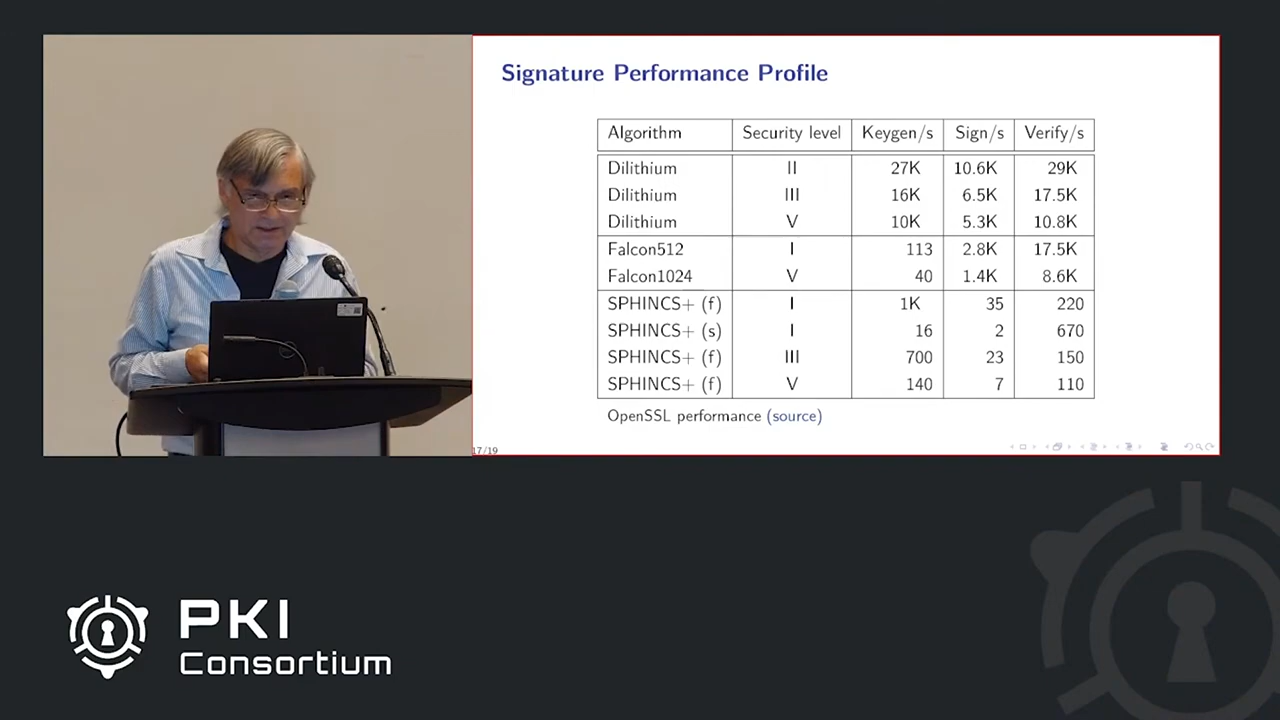 Signature Performance Profile
Algorithm Security level Keygen/s Sign/s Verify/s
Dilithium II 27K 10.6K 29K
Dilithium III 16K 6.5K 17.5K
Dilithium V 10K 5.3K 10.8K
Falcon512 I 113 2.8K 17.5K
Falcon1024 V 40 1.4K 8.6K
SPHINCS+ (f) I 1K 35 220
SPHINCS+ (s) I 16 2 670
SPHINCS+ (f) III 700 23 150
SPHINCS+ (f) V 140 7 110
OpenSSL performance (source)
17/19
PKI
Consortium